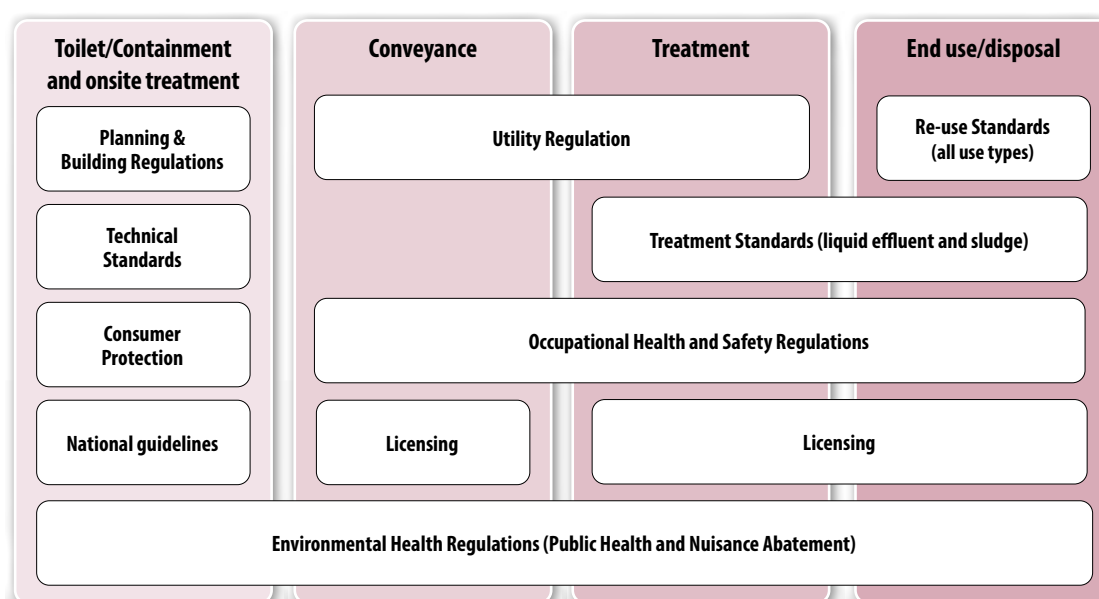 Toilet/Containment
and onsite treatment
Conveyance
Treatment
End use/disposal
Planning &
Building Regulations
Utility Regulation
Re-use Standards
(all use types)
Technical
Standards
Treatment Standards (liquid effluent and sludge)
Consumer
Protection
Occupational Health and Safety Regulations
National guidelines
Licensing
Licensing
Environmental Health Regulations (Public Health and Nuisance Abatement)